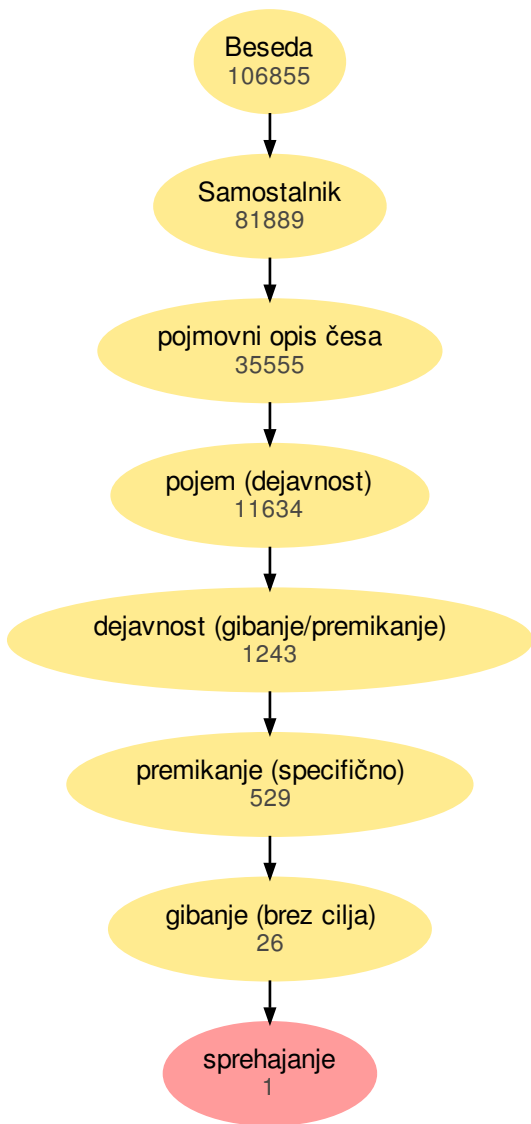 Beseda
106855
Samostalnik
81889
pojmovni opis česa
35555
pojem (dejavnost)
11634
dejavnost (gibanje/premikanje)
1243
premikanje (specifično)
529
gibanje (brez cilja)
26
sprehajanje
1